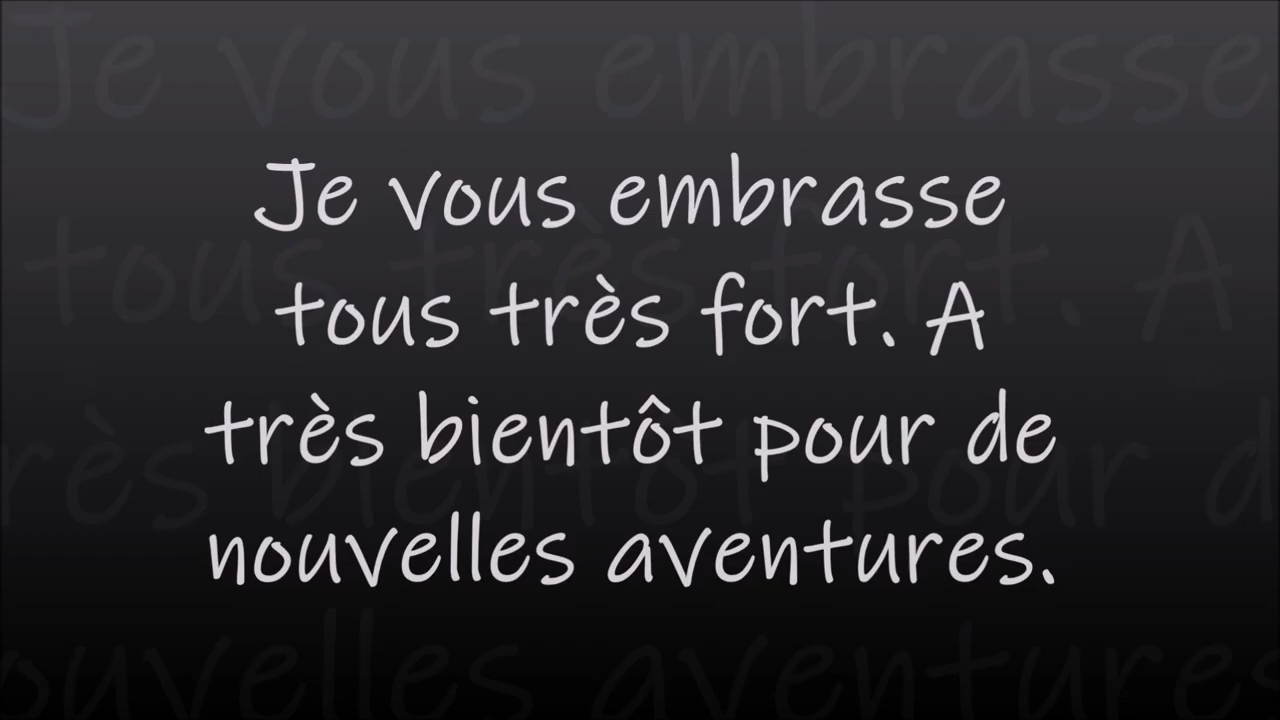 Je vous embrasse
tous très fort. A
très bientôt pour de
nouvelles aventures.